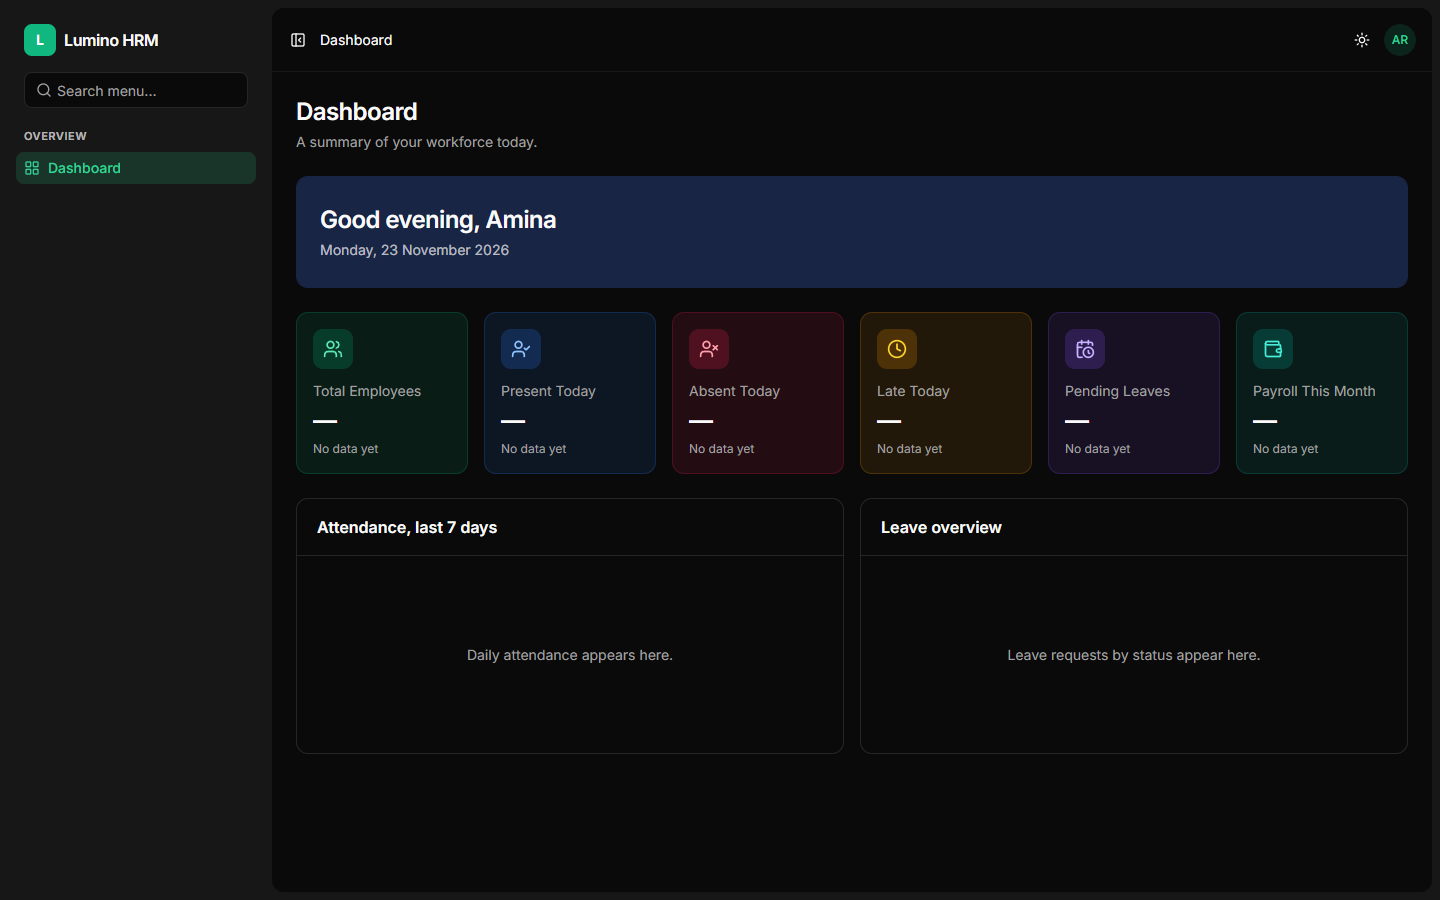 L
Lumino HRM
Search menu...
OVERVIEW
Dashboard
Dashboard
AR
Dashboard
A summary of your workforce today.
Good evening, Amina
Monday, 23 November 2026
Total Employees
—
No data yet
Present Today
—
No data yet
Absent Today
—
No data yet
Late Today
—
No data yet
Pending Leaves
—
No data yet
Payroll This Month
—
No data yet
Attendance, last 7 days
Daily attendance appears here.
Leave overview
Leave requests by status appear here.